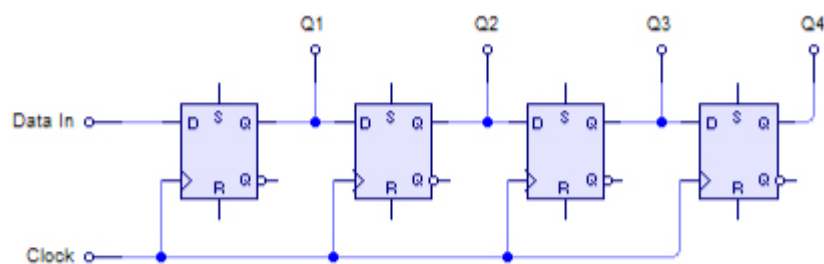 Q1 Q2 Q3 Q4
Data In D S Q D S Q D S Q D S Q
R Q R Q R Q R Q
Clock